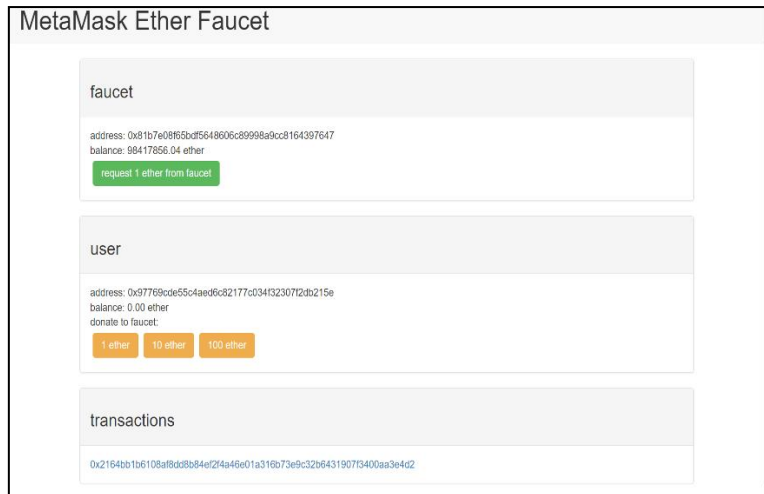 MetaMask Ether Faucet
faucet
address: 0x81b7e08f65bdf5648606c89998a9cc8164397647
balance: 98417856.04 ether
request 1 ether from faucet
user
address: 0x97769cde55c4aed6c82177c034f32307f2db215e
balance: 0.00 ether
donate to faucet:
1 ether 10 ether 100 ether
transactions
0x2164bb1b6108af8dd8b84ef2f4a46e01a316b73e9c32b6431907f3400aa3e4d2